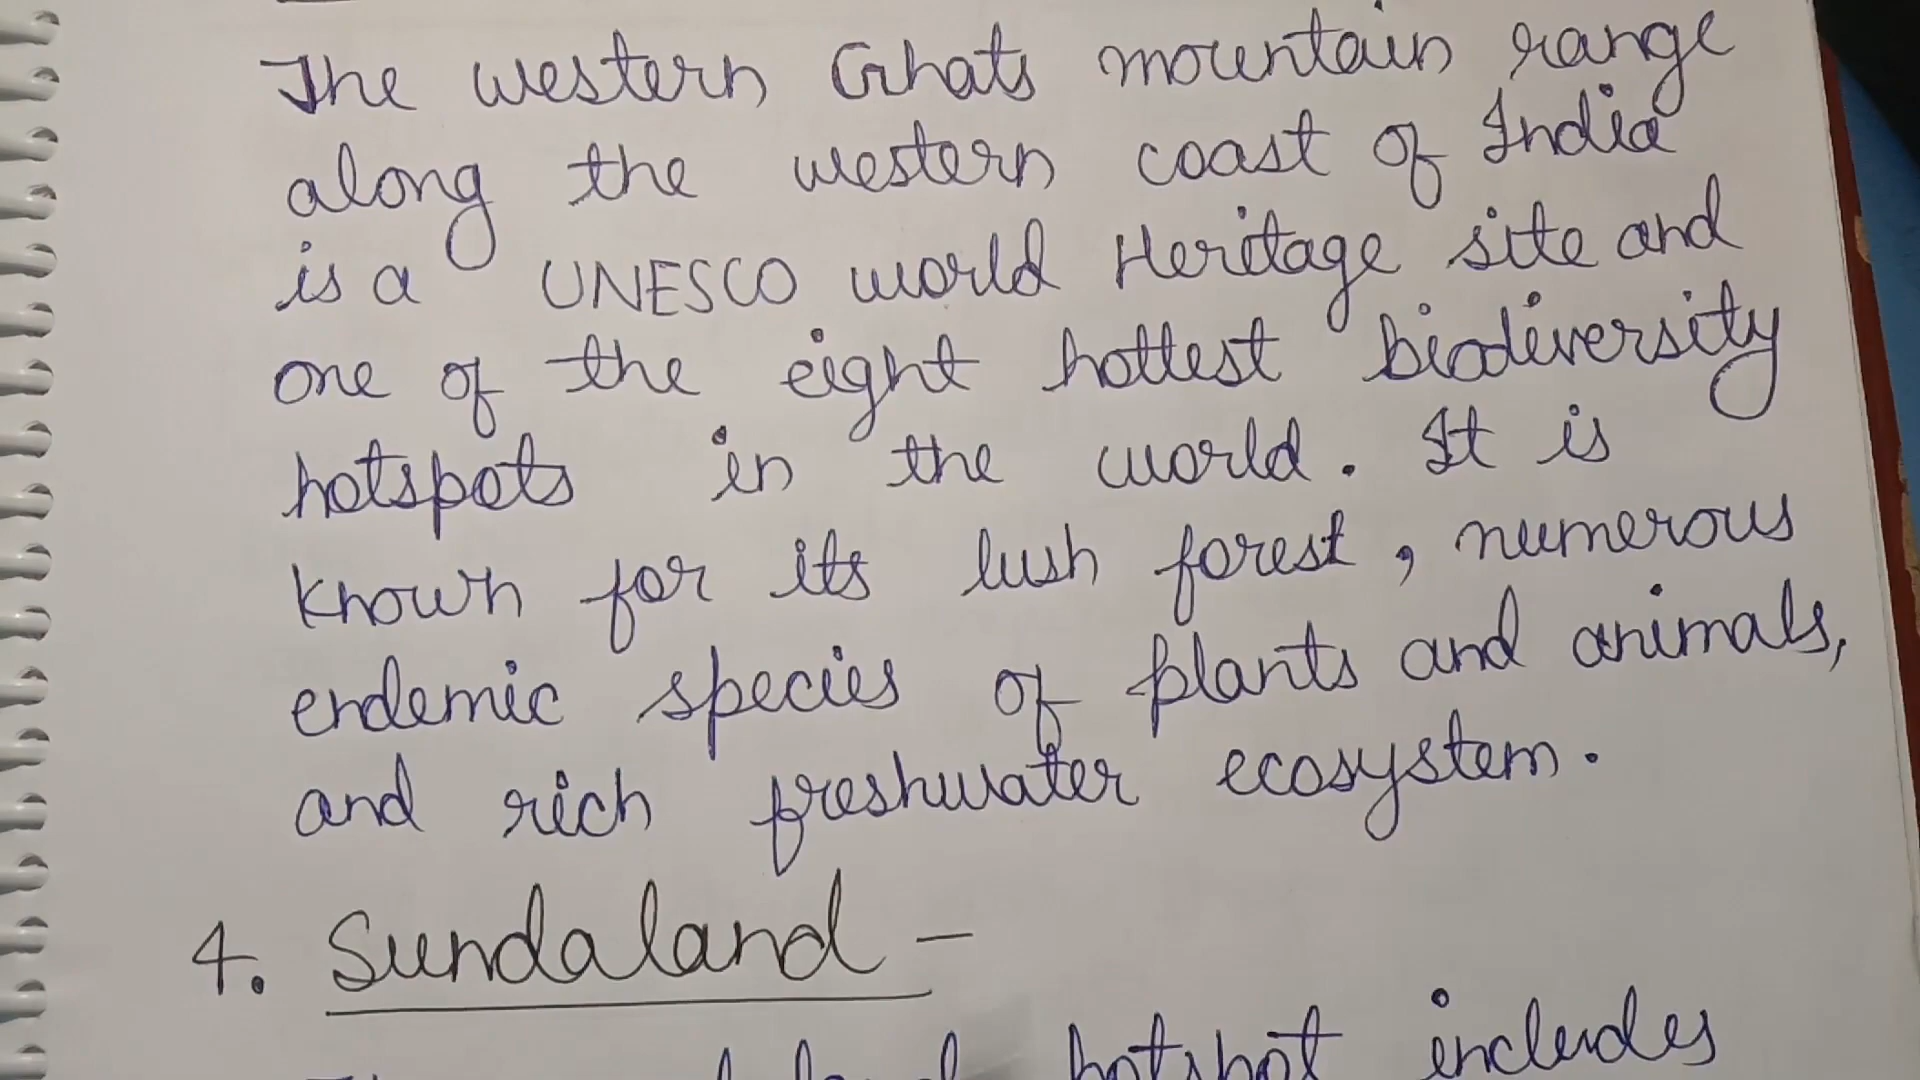 The western Ghats mountain range
along the western coast of India
is a UNESCO world Heritage site and
one of the eight hottest biodiversity
hotspots in the world. It is
known for its lush forest, numerous
endemic species of plants and animals,
and rich freshwater ecosystem.
4. Sundaland -
hotspot includes